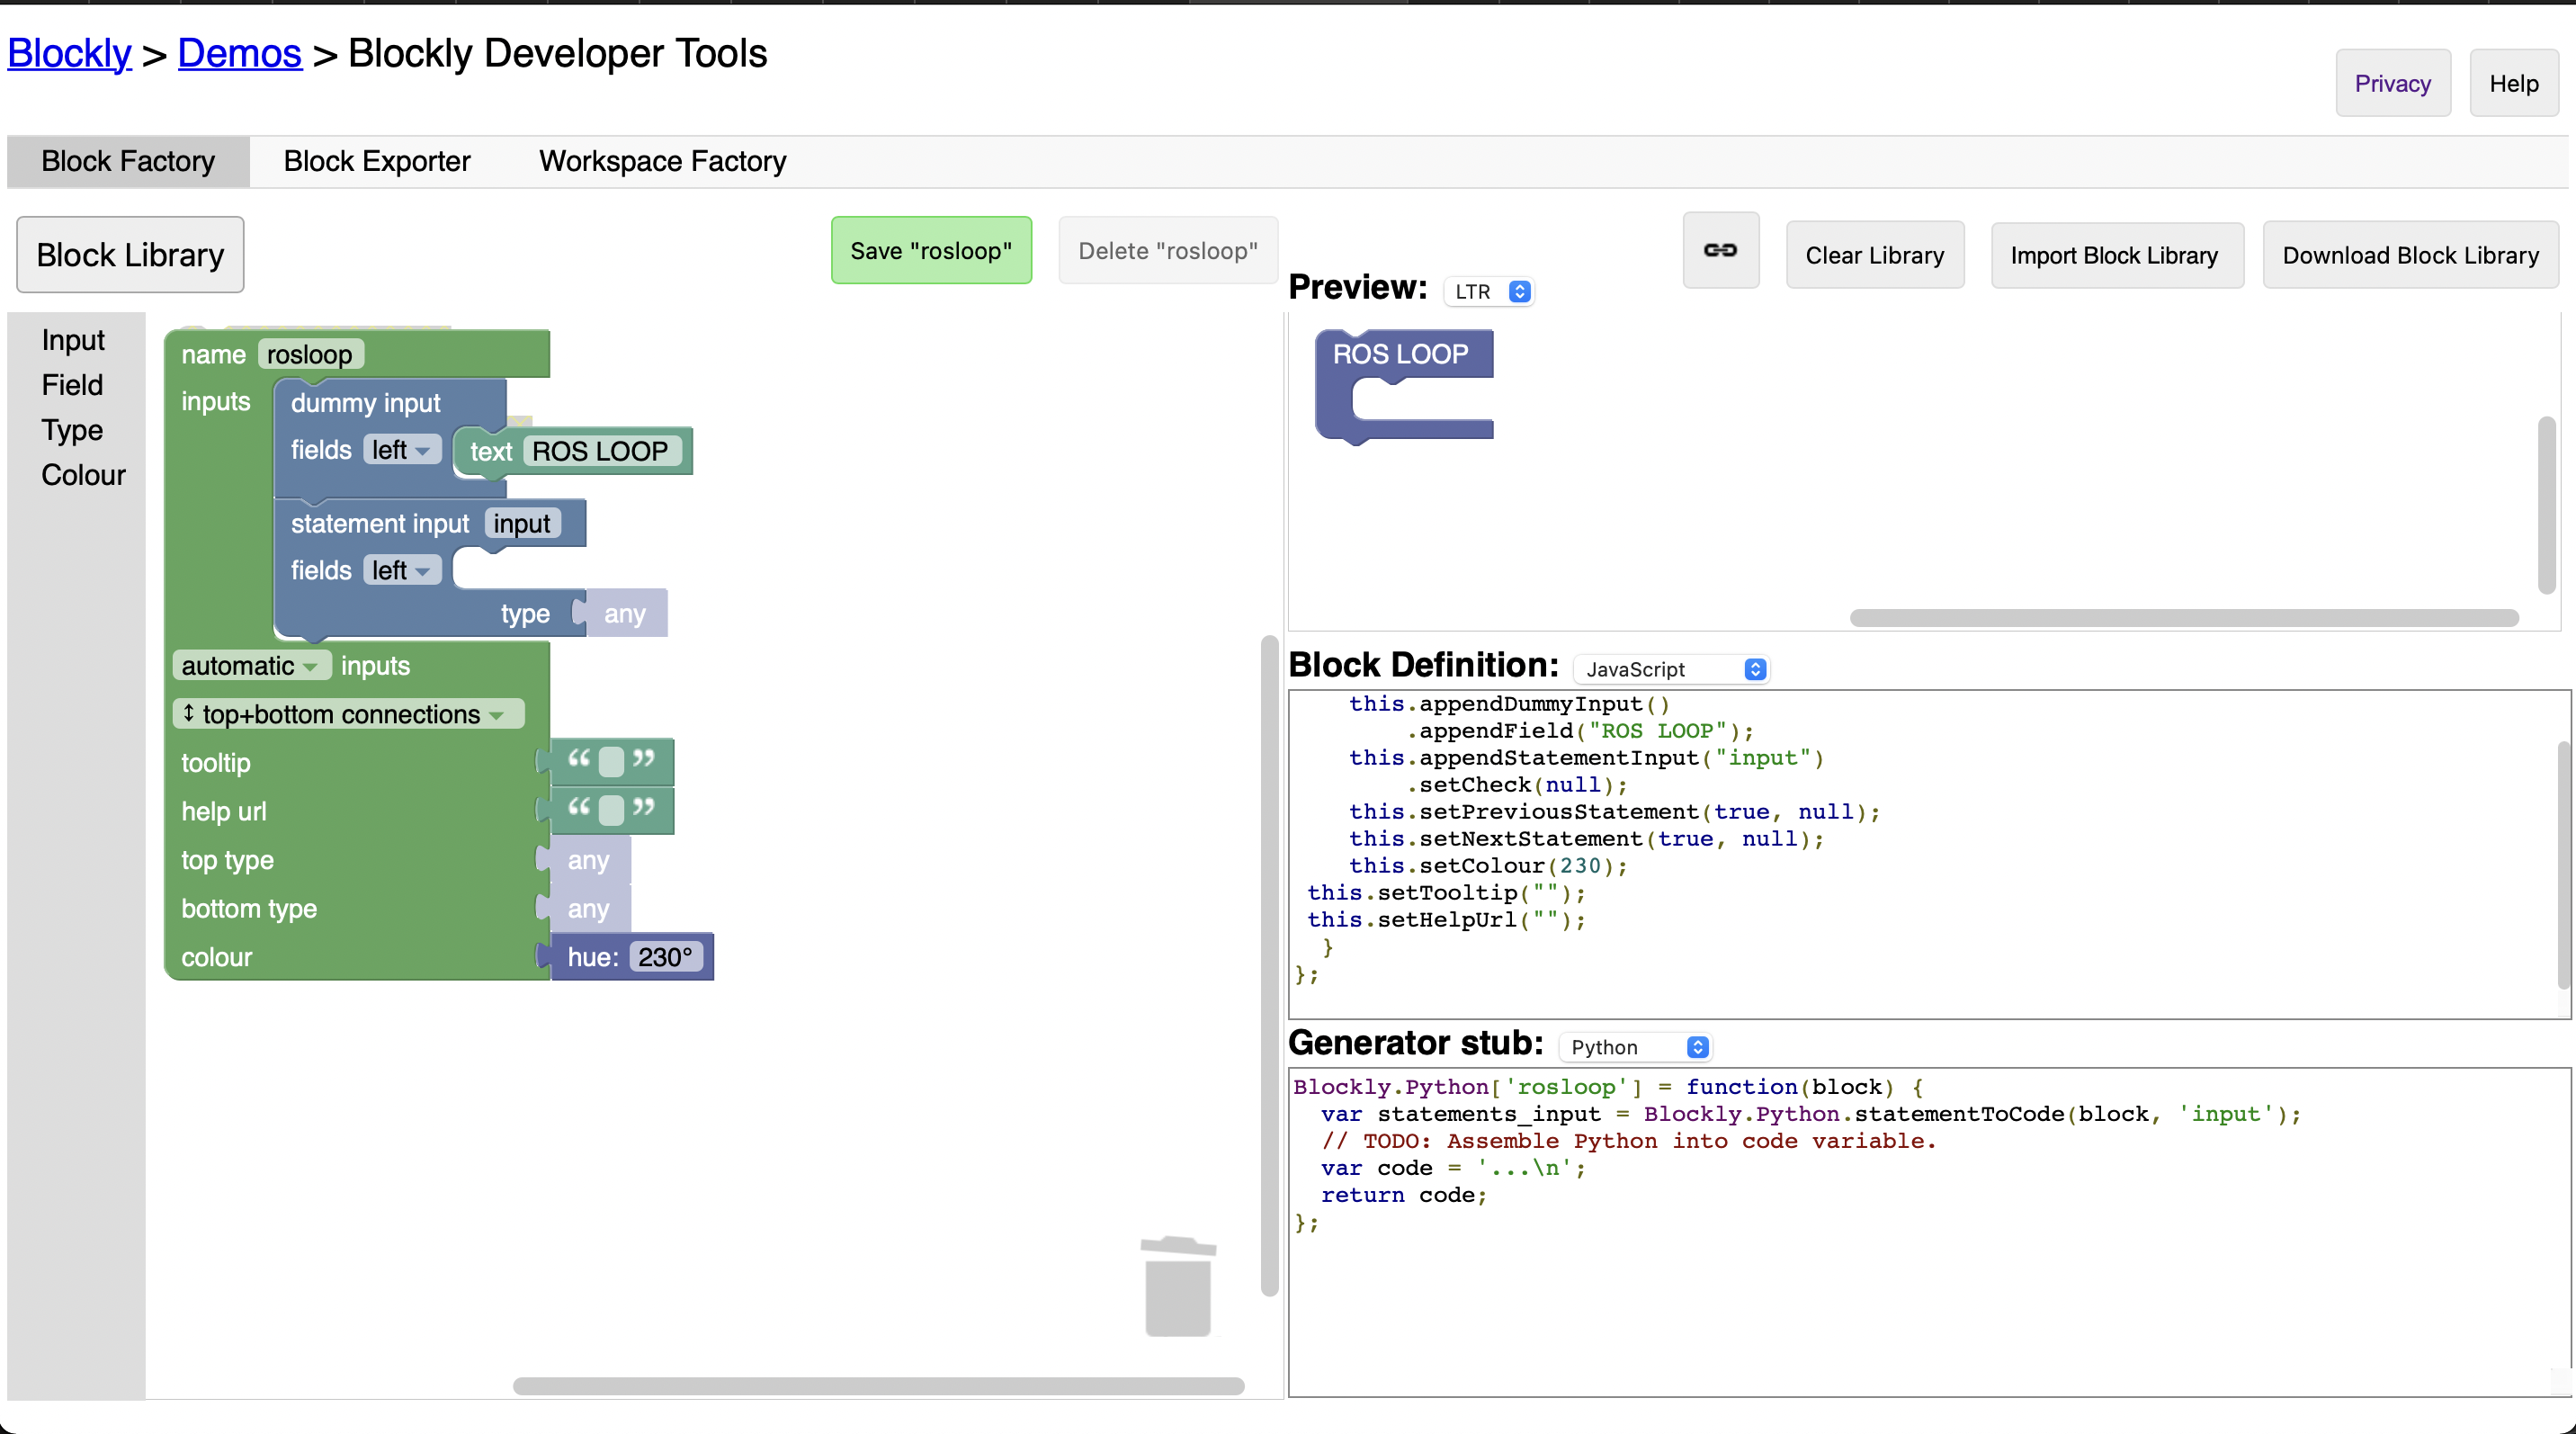 Blockly > Demos > Blockly Developer Tools
Privacy
Help
Block Factory
Block Exporter
Workspace Factory
Block Library
Save "rosloop"
Delete "rosloop"
Clear Library
Import Block Library
Download Block Library
Preview: LTR
Input
Field
Type
Colour
name rosloop
inputs
dummy input
fields left
text ROS LOOP
statement input input
fields left
type any
automatic inputs
↕ top+bottom connections
tooltip “ ”
help url “ ”
top type any
bottom type any
colour hue: 230°
ROS LOOP
Block Definition: JavaScript
this.appendDummyInput()
.appendField("ROS LOOP");
this.appendStatementInput("input")
.setCheck(null);
this.setPreviousStatement(true, null);
this.setNextStatement(true, null);
this.setColour(230);
this.setTooltip("");
this.setHelpUrl("");
}
};
Generator stub: Python
Blockly.Python['rosloop'] = function(block) {
var statements_input = Blockly.Python.statementToCode(block, 'input');
// TODO: Assemble Python into code variable.
var code = '...\n';
return code;
};